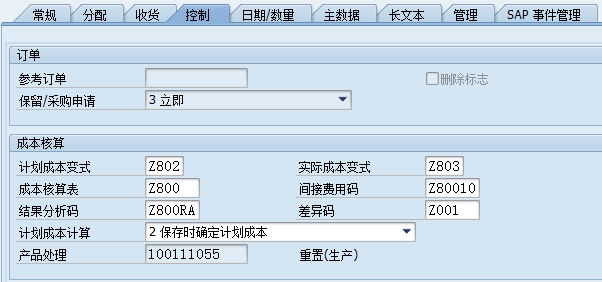 常规 分配 收货 控制 日期/数量 主数据 长文本 管理 SAP 事件管理
订单
参考订单 删除标志
保留/采购申请 3 立即
成本核算
计划成本变式 Z802 实际成本变式 Z803
成本核算表 Z800 间接费用码 Z80010
结果分析码 Z800RA 差异码 Z001
计划成本计算 2 保存时确定计划成本
产品处理 100111055 重置(生产)